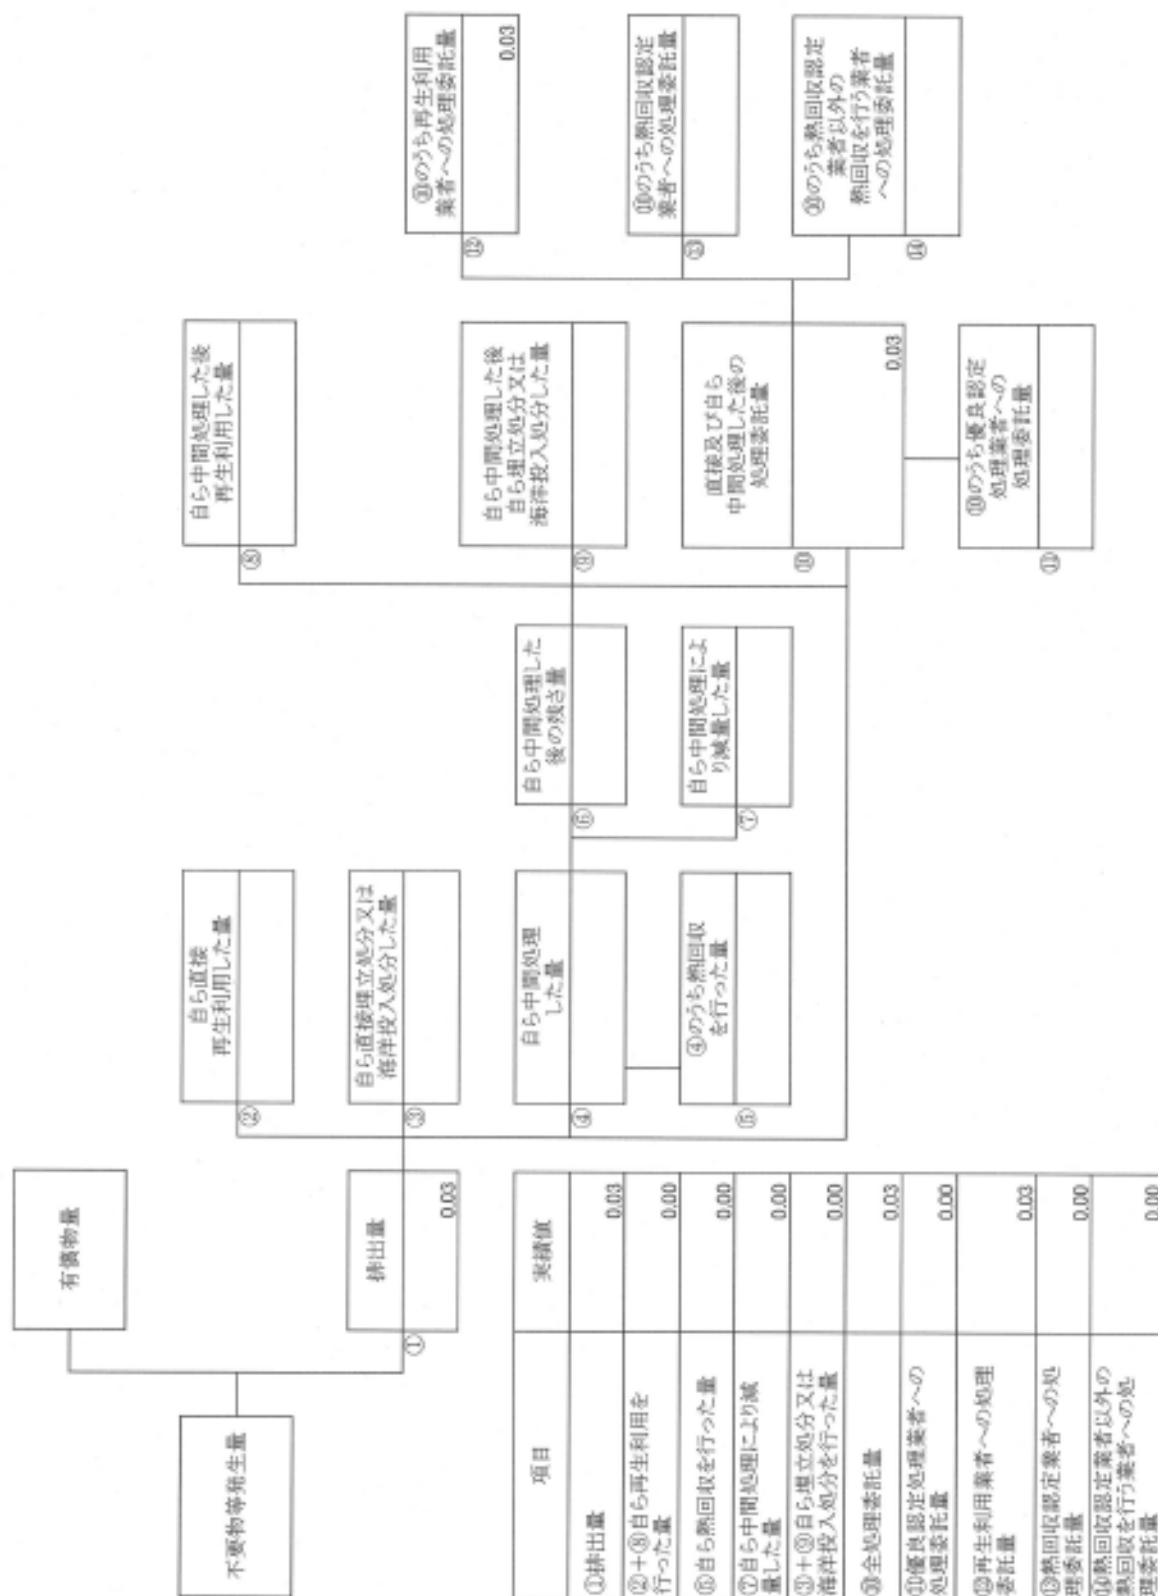 不要物等発生量
有償物量
排出量
①
0.03
②
自ら直接
再生利用した量
③
自ら直接埋立処分又は
海洋投入処分した量
④
自ら中間処理
した量
⑤
④のうち熱回収
を行った量
⑥
自ら中間処理した
後の残さ量
⑦
自ら中間処理によ
り減量した量
⑧
自ら中間処理した後
再生利用した量
⑨
自ら中間処理した後
自ら埋立処分又は
海洋投入処分した量
⑩
直接及び自ら
中間処理した後の
処理委託量
0.03
⑪
⑩のうち優良認定
処理業者への
処理委託量
⑫
⑩のうち再生利用
業者への処理委託量
0.03
⑬
⑩のうち熱回収認定
業者への処理委託量
⑭
⑩のうち熱回収認定
業者以外の
熱回収を行う業者
への処理委託量
項目 実績値
①排出量 0.03
②+⑧自ら再生利用を
行った量 0.00
⑤自ら熱回収を行った量 0.00
⑦自ら中間処理により減
量した量 0.00
③+⑨自ら埋立処分又は
海洋投入処分を行った量 0.00
⑩全処理委託量 0.03
⑪優良認定処理業者への
処理委託量 0.00
⑫再生利用業者への処理
委託量 0.03
⑬熱回収認定業者への処
理委託量 0.00
⑭熱回収認定業者以外の
熱回収を行う業者への処
理委託量 0.00